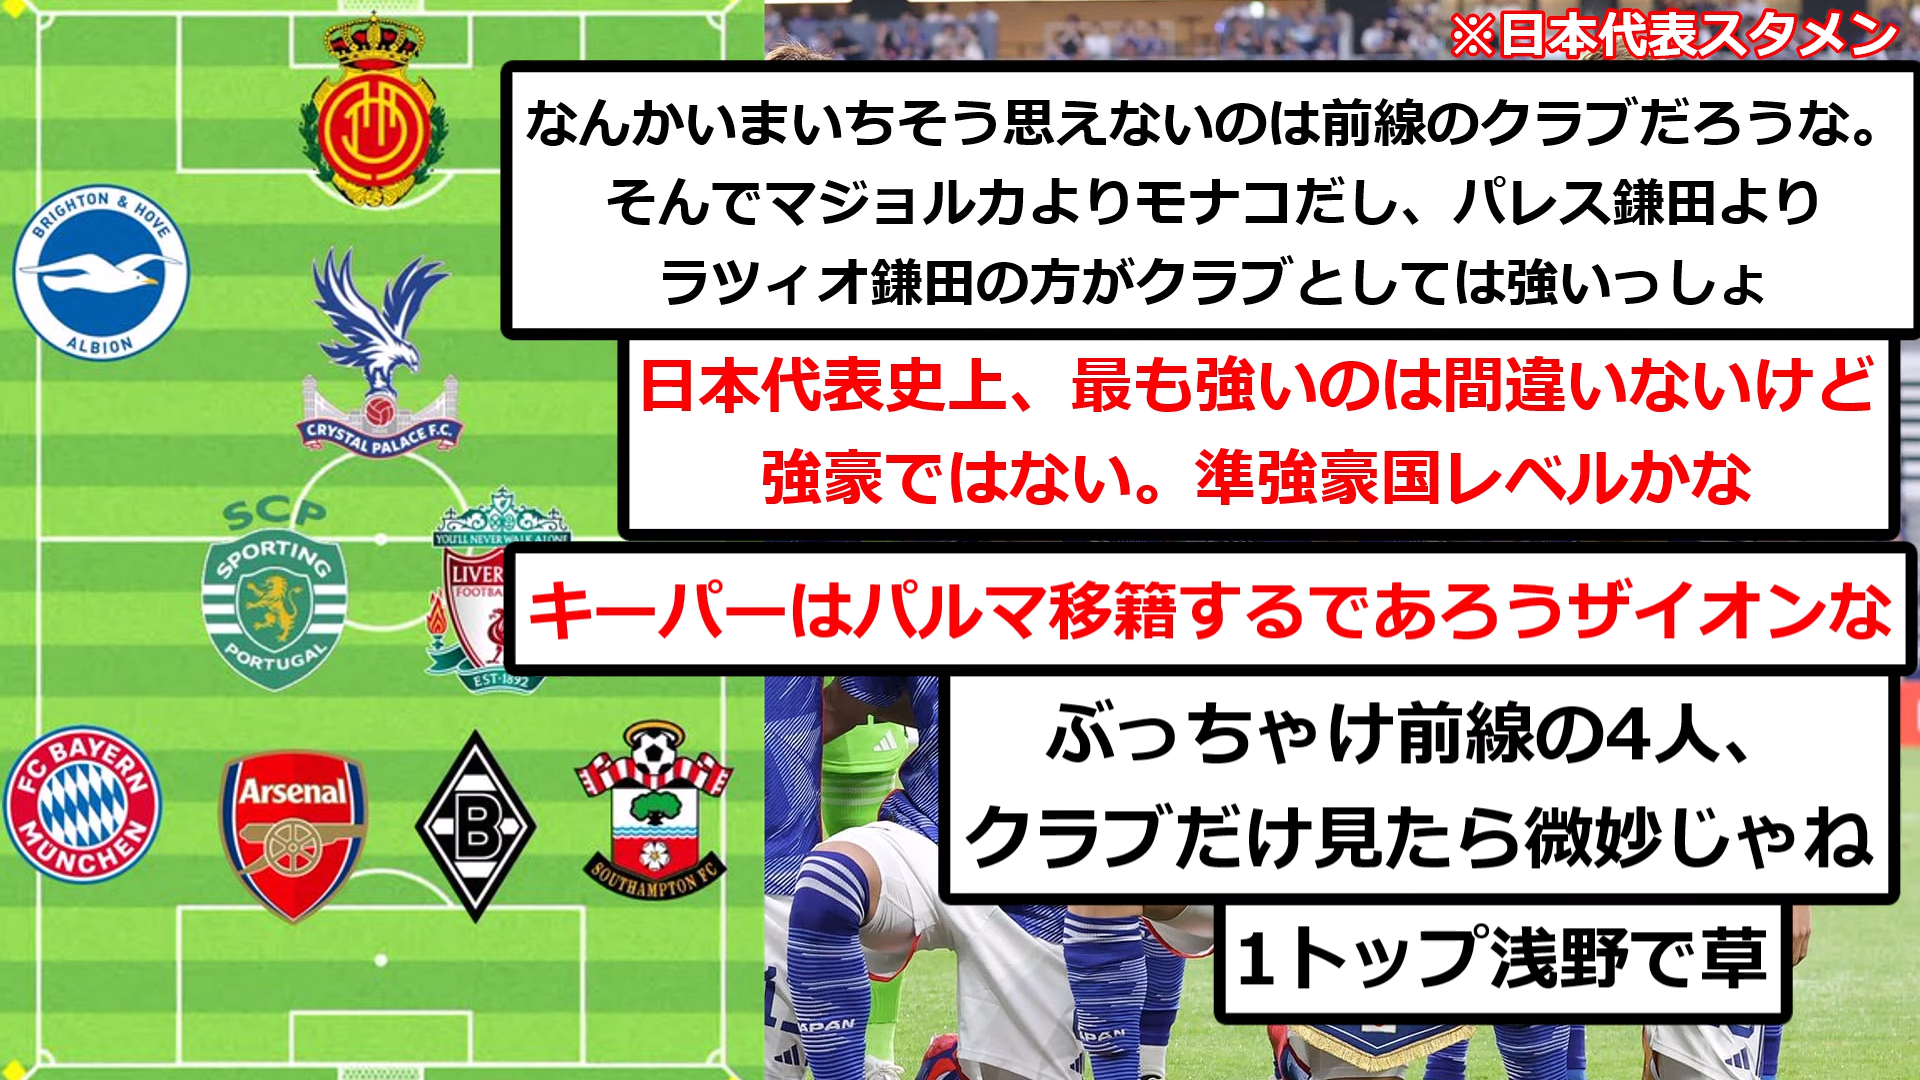 ※日本代表スタメン
なんかいまいちそう思えないのは前線のクラブだろうな。
そんでマジョルカよりモナコだし、パレス鎌田より
ラツィオ鎌田の方がクラブとしては強いっしょ
日本代表史上、最も強いのは間違いないけど
強豪ではない。準強豪国レベルかな
キーパーはパルマ移籍するであろうザイオンな
ぶっちゃけ前線の4人、
クラブだけ見たら微妙じゃね
1トップ浅野で草
BRIGHTON & HOVE
ALBION
CRYSTAL PALACE F.C.
SCP
SPORTING
PORTUGAL
YOU'LL NEVER WALK ALONE
LIVER
FOOTBA
EST·1892
FC BAYERN
MÜNCHEN
Arsenal
B
SOUTHAMPTON FC
JAPAN
JAPAN